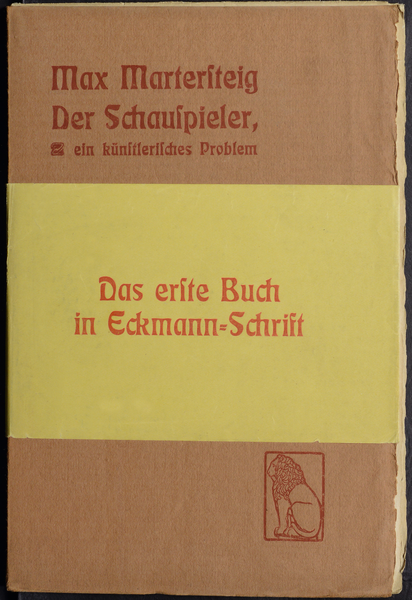 Max Marterſteig
Der Schauſpieler,
ein künſtleriſches Problem
Das erſte Buch
in Eckmann-Schrift